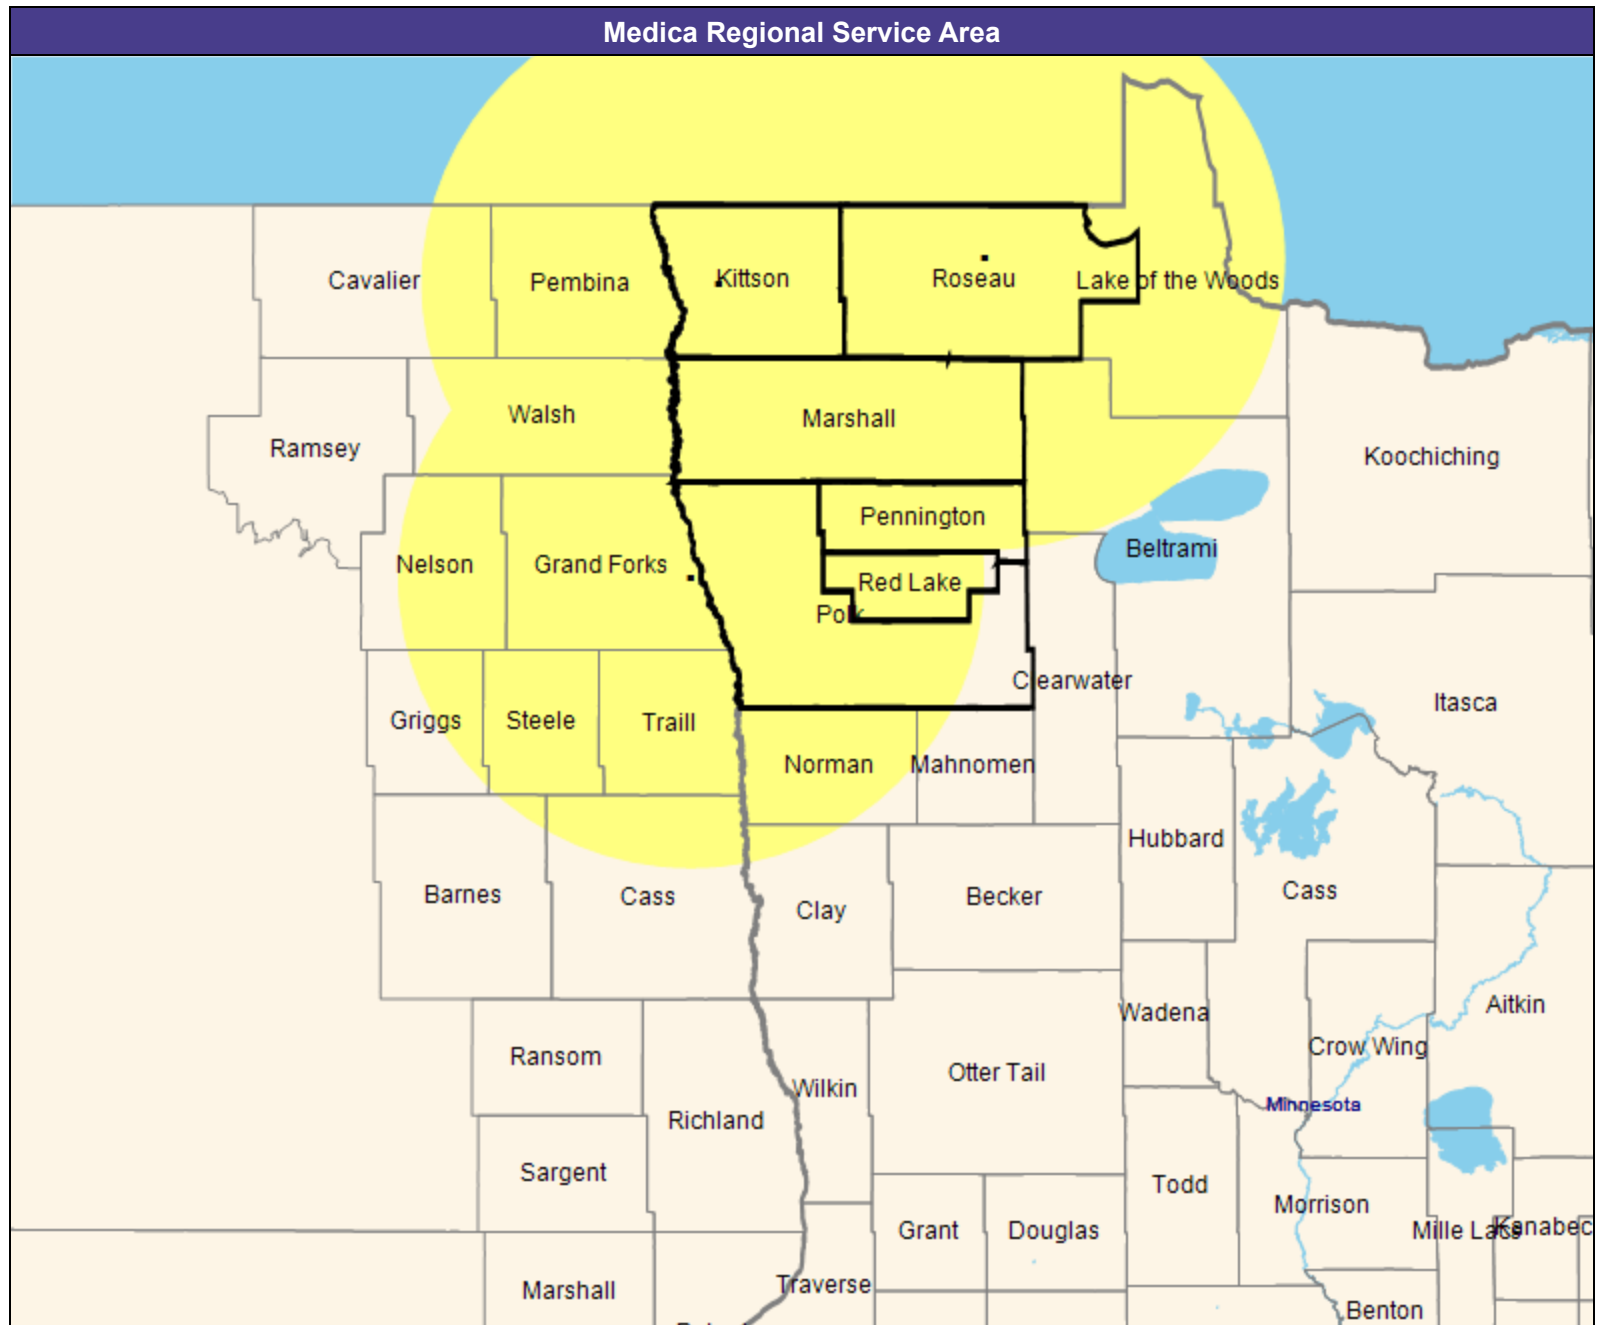 Medica Regional Service Area
Cavalier
Pembina
Kittson
Roseau
Lake of the Woods
Walsh
Marshall
Ramsey
Koochiching
Pennington
Beltrami
Nelson
Grand Forks
Red Lake
Polk
Clearwater
Itasca
Griggs
Steele
Traill
Norman
Mahnomen
Hubbard
Barnes
Cass
Clay
Becker
Cass
Wadena
Aitkin
Ransom
Crow Wing
Otter Tail
Wilkin
Minnesota
Richland
Sargent
Todd
Morrison
Grant
Douglas
Mille Lacs
Kanabec
Marshall
Traverse
Benton